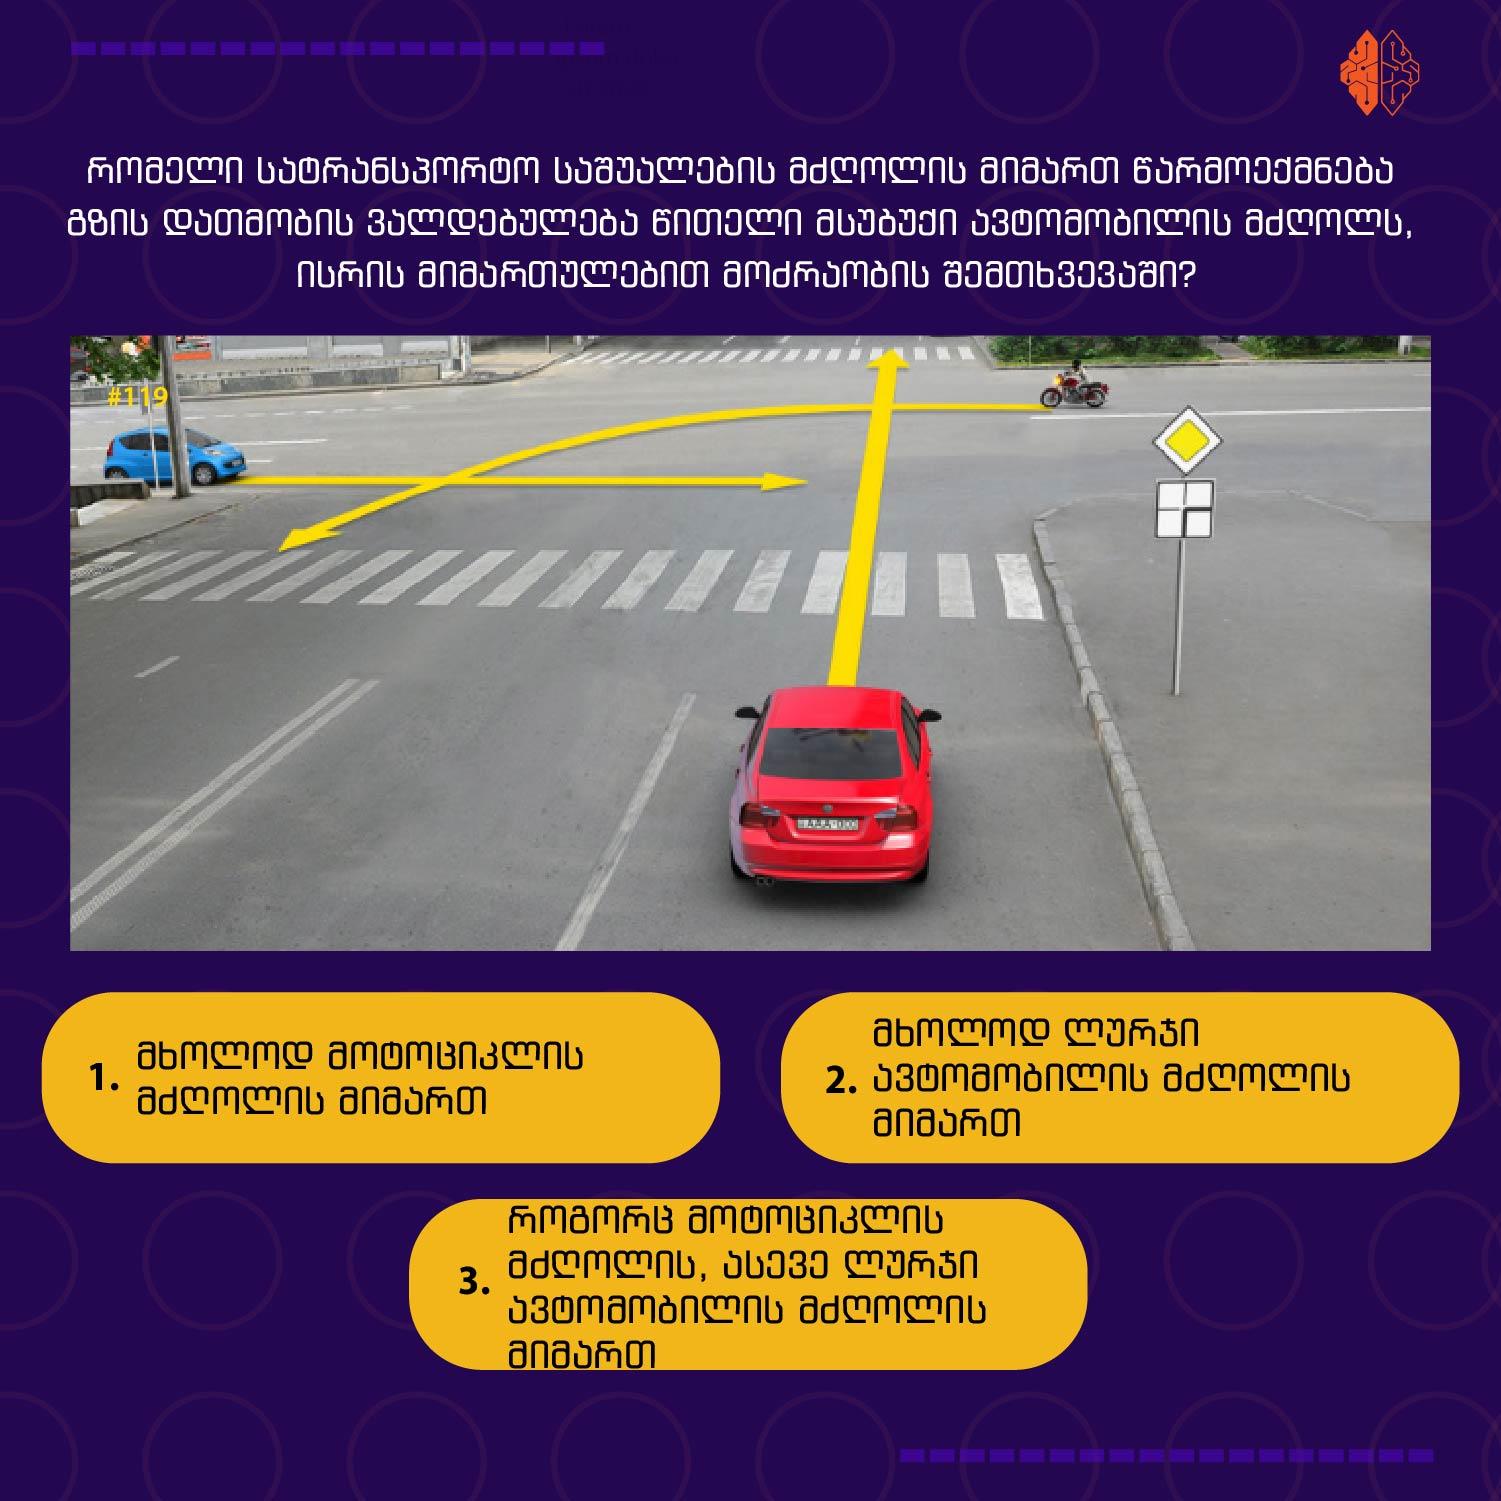 რომელი სატრანსპორტო საშუალების მძღოლის მიმართ წარმოექმნება
გზის დათმობის ვალდებულება წითელი მსუბუქი ავტომობილის მძღოლს,
ისრის მიმართულებით მოძრაობის შემთხვევაში?
#119
AAA-000
1. მხოლოდ მოტოციკლის
მძღოლის მიმართ
2. მხოლოდ ლურჯი
ავტომობილის მძღოლის
მიმართ
3. როგორც მოტოციკლის
მძღოლის, ასევე ლურჯი
ავტომობილის მძღოლის
მიმართ